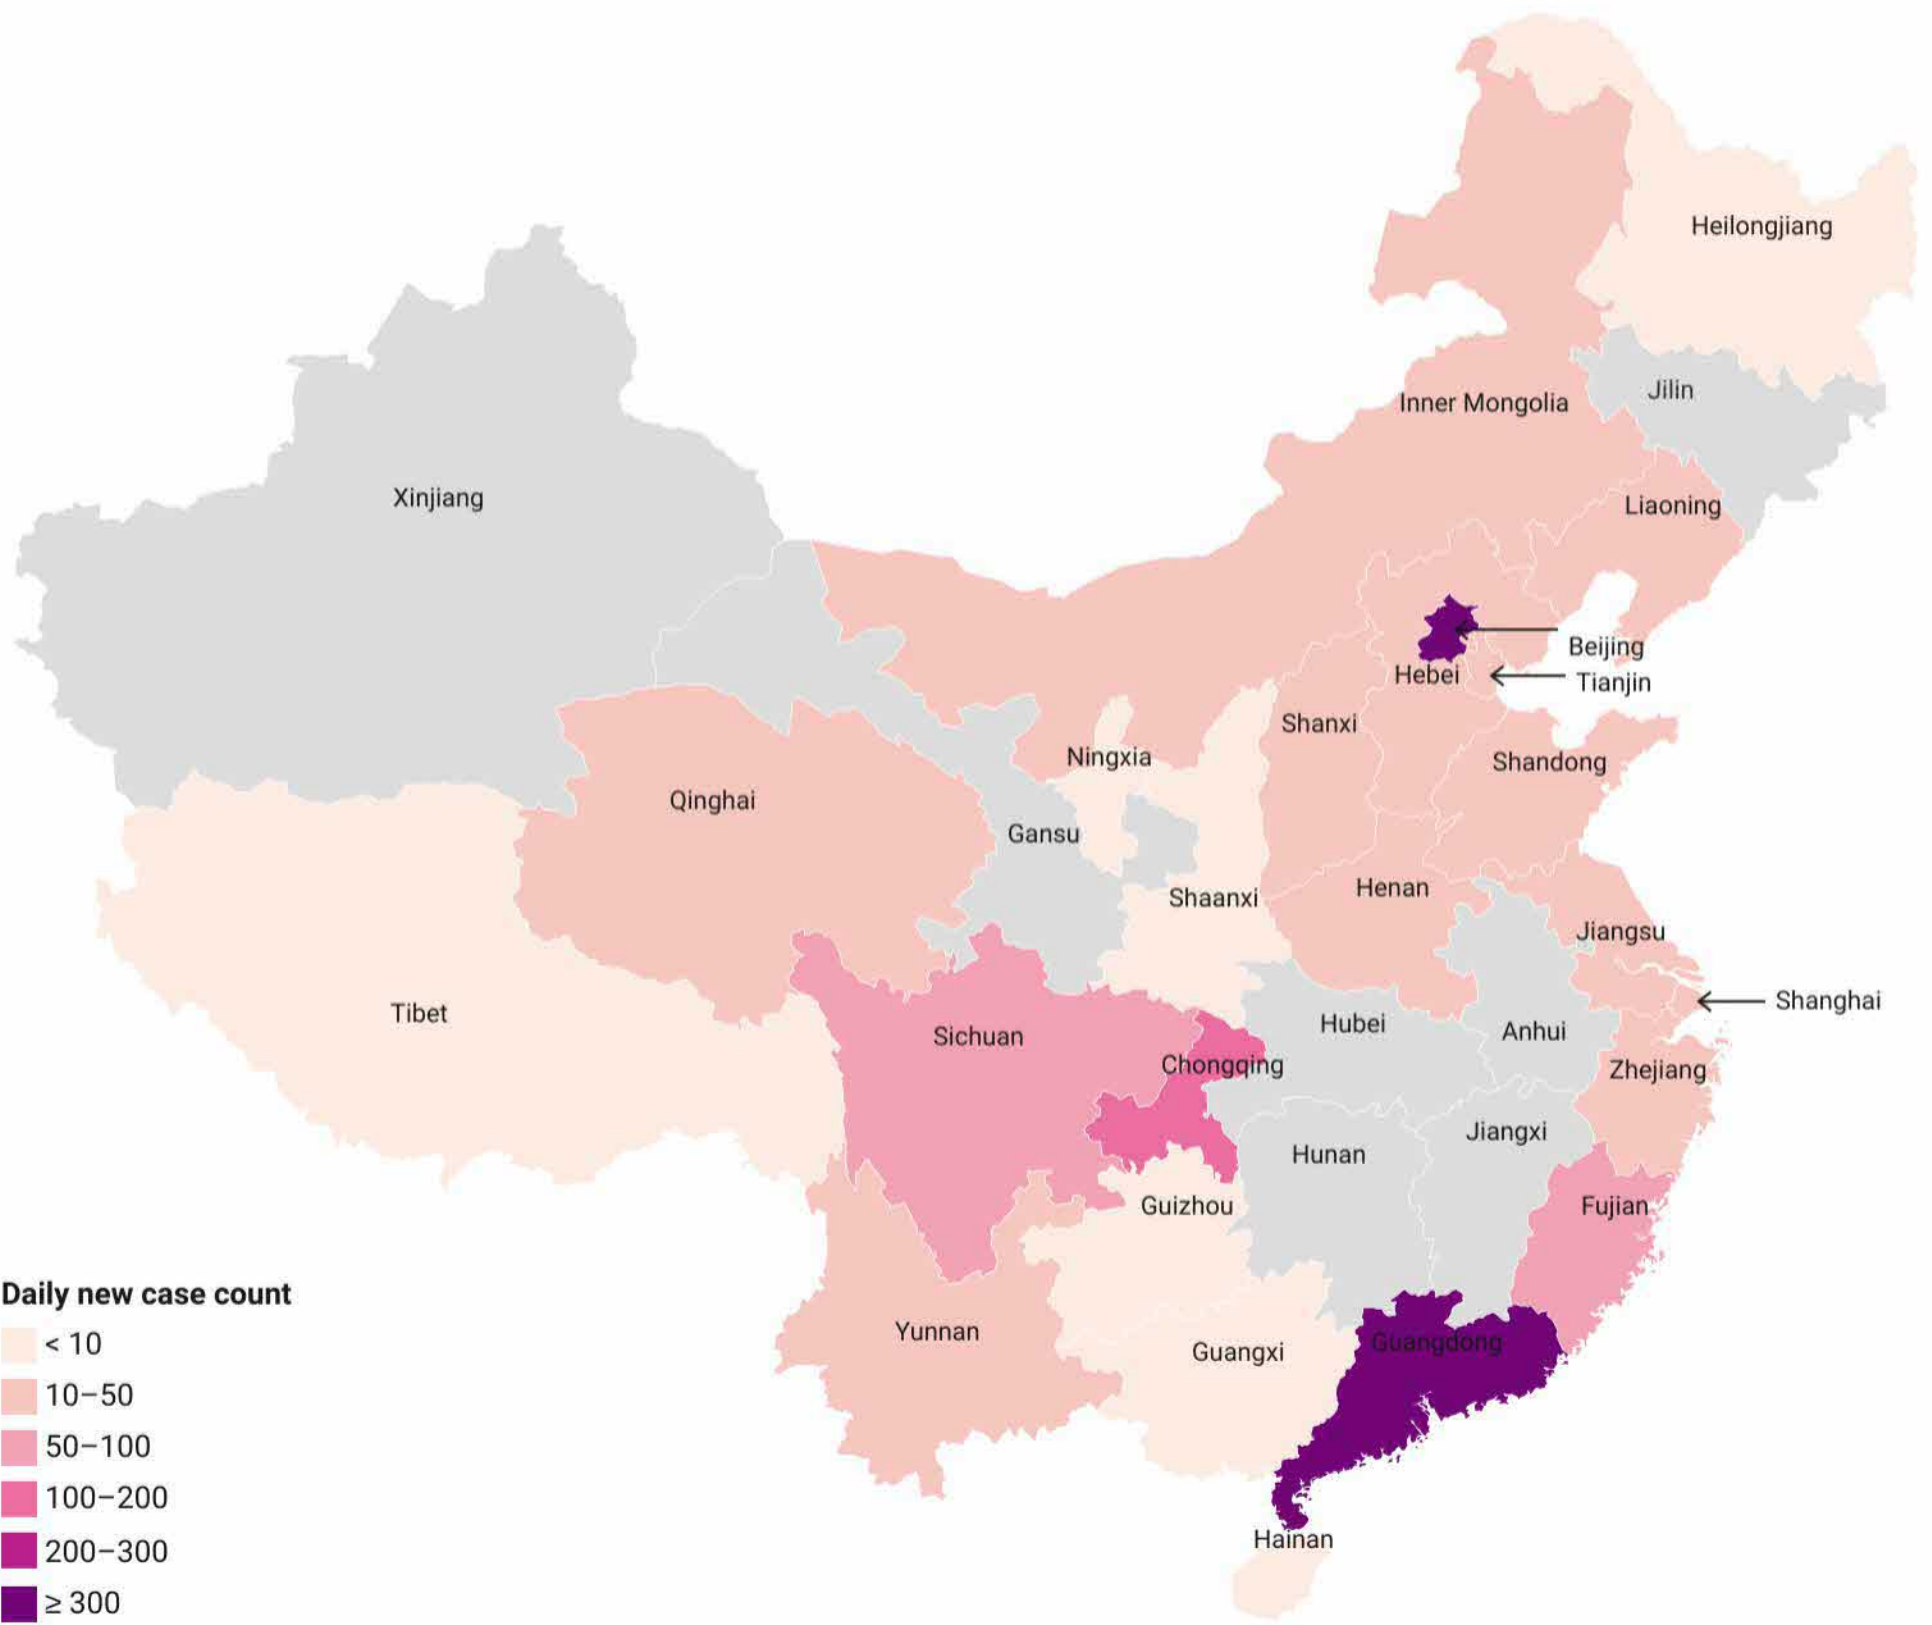 Heilongjiang
Jilin
Inner Mongolia
Xinjiang
Liaoning
Beijing
Hebei
Tianjin
Shanxi
Ningxia
Shandong
Qinghai
Gansu
Henan
Shaanxi
Jiangsu
Shanghai
Tibet
Hubei
Sichuan
Anhui
Chongqing
Zhejiang
Jiangxi
Hunan
Guizhou
Fujian
Yunnan
Guangdong
Guangxi
Hainan
Daily new case count
< 10
10–50
50–100
100–200
200–300
≥ 300